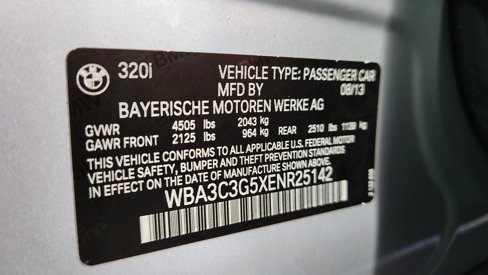 320i
VEHICLE TYPE: PASSENGER CAR
MFD BY 08/13
BAYERISCHE MOTOREN WERKE AG
GVWR 4505 lbs 2043 kg
GAWR FRONT 2125 lbs 964 kg REAR 2510 lbs 1138 kg
THIS VEHICLE CONFORMS TO ALL APPLICABLE U.S. FEDERAL MOTOR
VEHICLE SAFETY, BUMPER AND THEFT PREVENTION STANDARDS
IN EFFECT ON THE DATE OF MANUFACTURE SHOWN ABOVE.
WBA3C3G5XENR25142